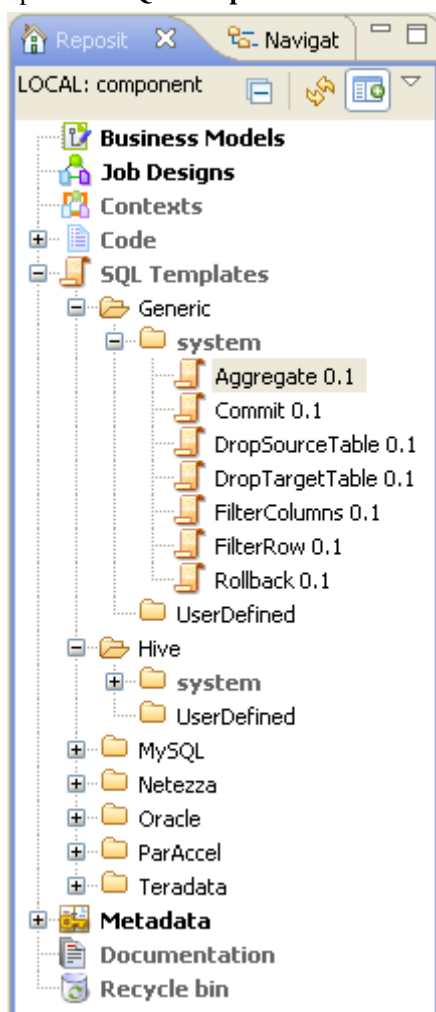 Reposit
Navigat
LOCAL: component
Business Models
Job Designs
Contexts
Code
SQL Templates
Generic
system
Aggregate 0.1
Commit 0.1
DropSourceTable 0.1
DropTargetTable 0.1
FilterColumns 0.1
FilterRow 0.1
Rollback 0.1
UserDefined
Hive
system
UserDefined
MySQL
Netezza
Oracle
ParAccel
Teradata
Metadata
Documentation
Recycle bin